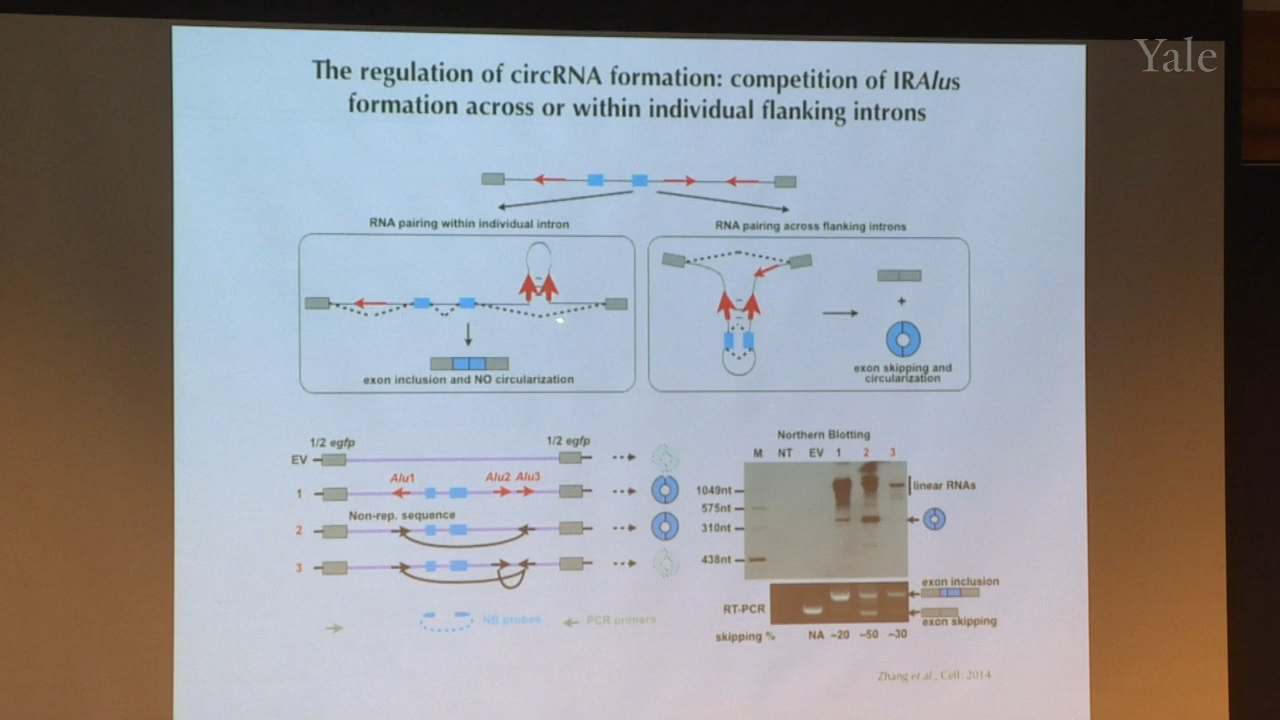 Yale
The regulation of circRNA formation: competition of IRAlus
formation across or within individual flanking introns
RNA pairing within individual intron
RNA pairing across flanking introns
exon inclusion and NO circularization
+
exon skipping and
circularization
1/2 egfp
1/2 egfp
EV
Alu1
Alu2
Alu3
1
Non-rep. sequence
2
3
NB probes
PCR primers
Northern Blotting
M NT EV 1 2 3
1049nt
575nt
310nt
438nt
linear RNAs
RT-PCR
exon inclusion
exon skipping
skipping % NA ~20 ~50 ~30
Zhang et al., Cell, 2014